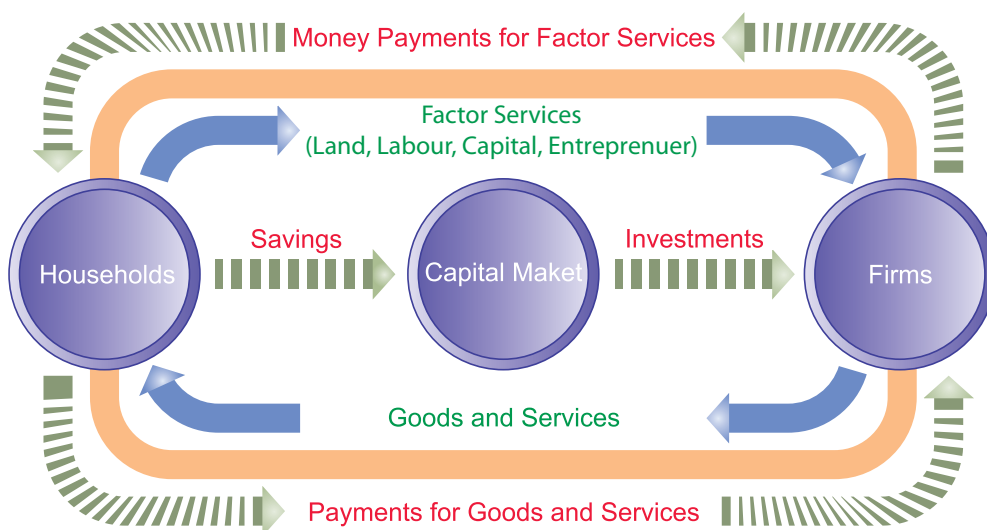 Money Payments for Factor Services
Factor Services
(Land, Labour, Capital, Entreprenuer)
Savings
Investments
Households
Capital Maket
Firms
Goods and Services
Payments for Goods and Services